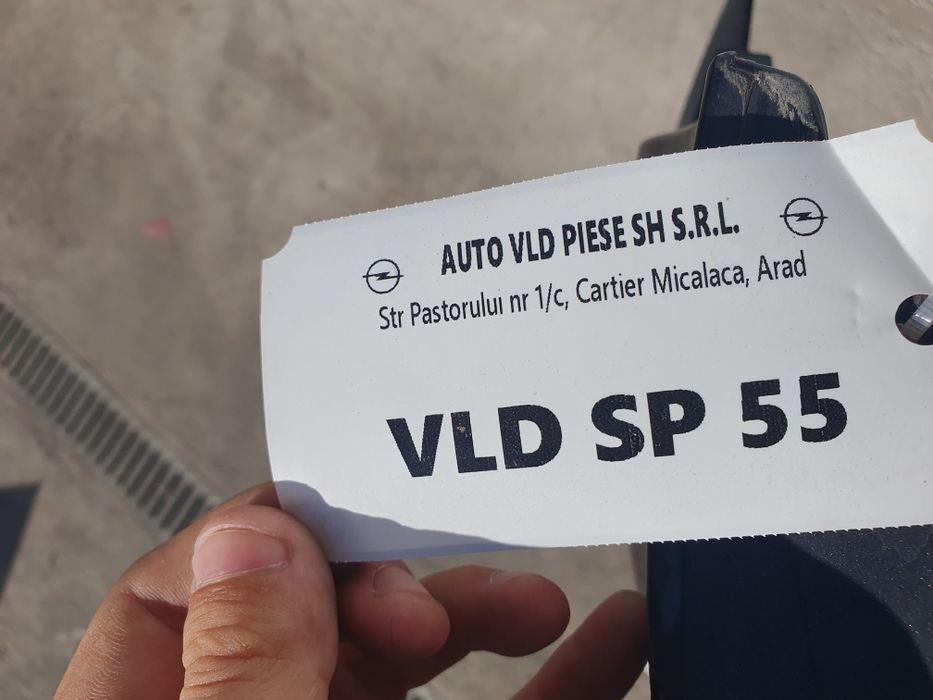 AUTO VLD PIESE SH S.R.L.
Str Pastorului nr 1/c, Cartier Micalaca, Arad
VLD SP 55